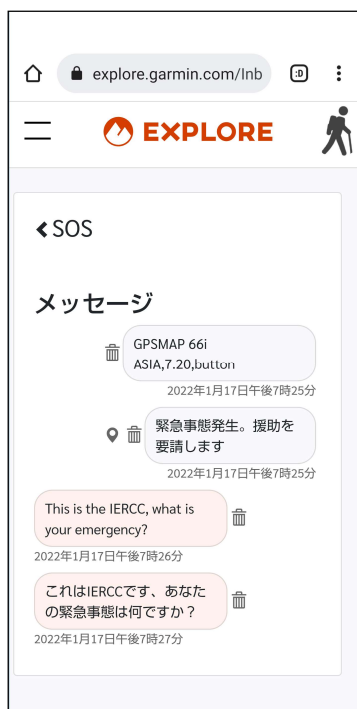 explore.garmin.com/Inb
:D
EXPLORE
SOS
メッセージ
GPSMAP 66i
ASIA,7.20,button
2022年1月17日午後7時25分
緊急事態発生。援助を
要請します
2022年1月17日午後7時25分
This is the IERCC, what is
your emergency?
2022年1月17日午後7時26分
これはIERCCです、あなた
の緊急事態は何ですか？
2022年1月17日午後7時27分